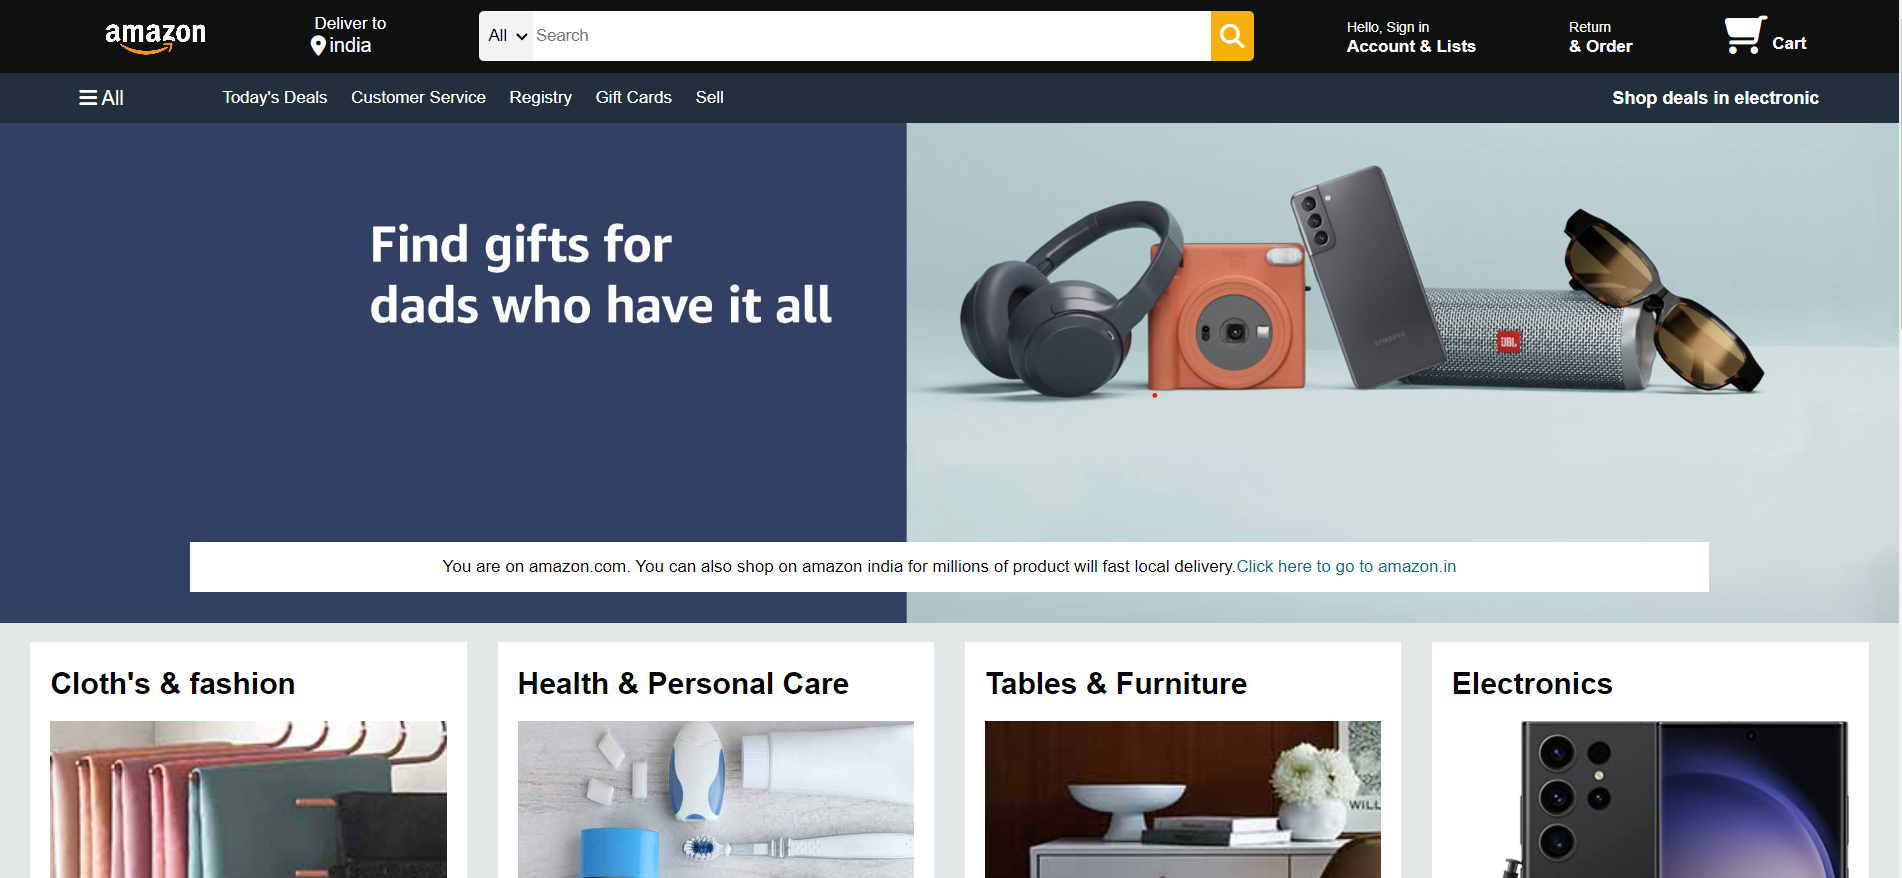 amazon
Deliver to
india
All
Search
Hello, Sign in
Account & Lists
Return
& Order
Cart
All
Today's Deals
Customer Service
Registry
Gift Cards
Sell
Shop deals in electronic
Find gifts for
dads who have it all
SAMSUNG
JBL
You are on amazon.com. You can also shop on amazon india for millions of product will fast local delivery.Click here to go to amazon.in
Cloth's & fashion
Health & Personal Care
Tables & Furniture
Electronics
WILL